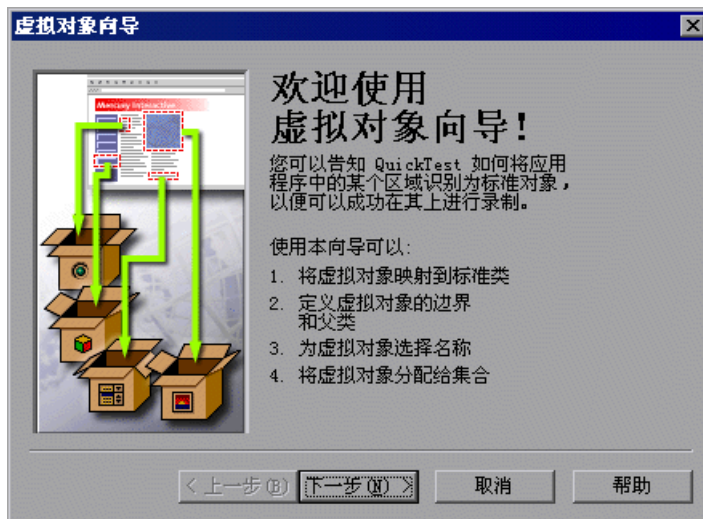 虚拟对象向导
Mercury Interactive
欢迎使用
虚拟对象向导!
您可以告知 QuickTest 如何将应用
程序中的某个区域识别为标准对象,
以便可以成功在其上进行录制。
使用本向导可以:
1. 将虚拟对象映射到标准类
2. 定义虚拟对象的边界
和父类
3. 为虚拟对象选择名称
4. 将虚拟对象分配给集合
< 上一步(B)
下一步(N) >
取消
帮助